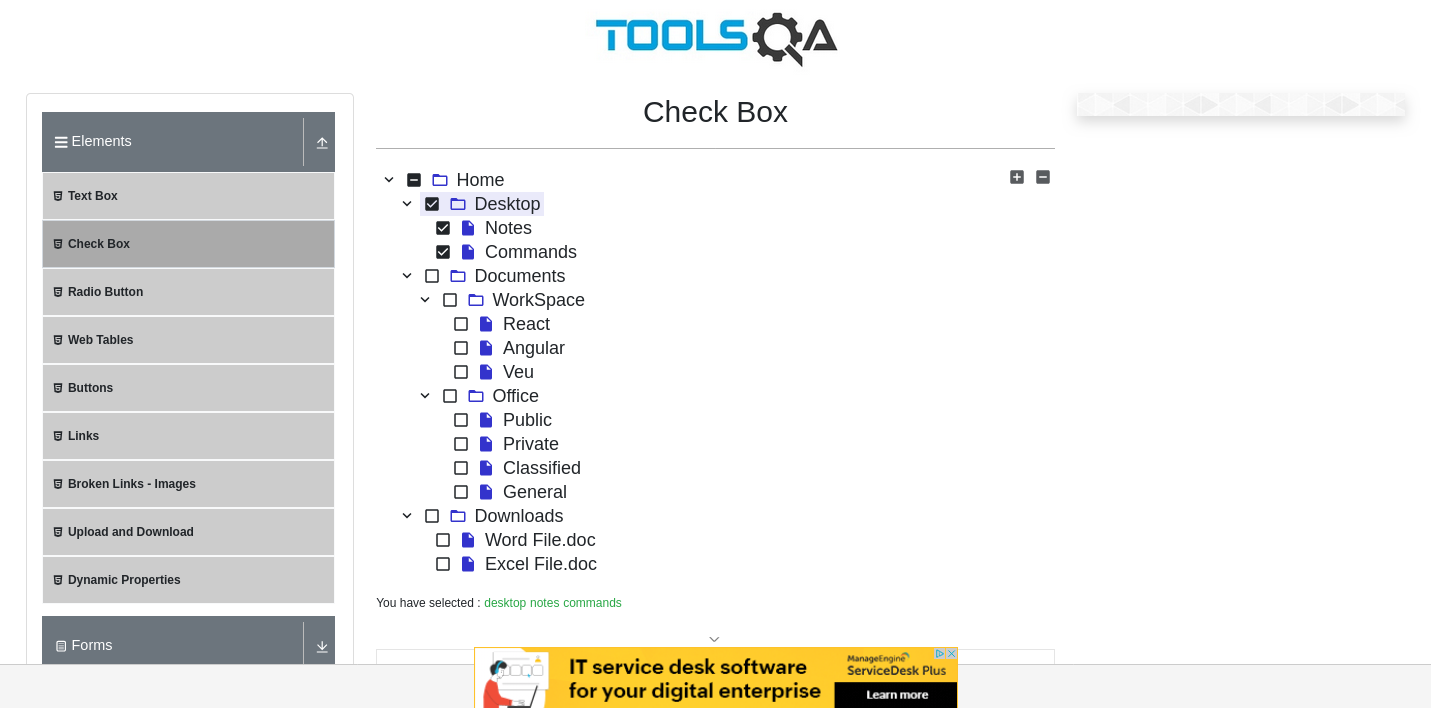 TOOLSQA
Elements
Text Box
Check Box
Radio Button
Web Tables
Buttons
Links
Broken Links - Images
Upload and Download
Dynamic Properties
Forms
Check Box
Home
Desktop
Notes
Commands
Documents
WorkSpace
React
Angular
Veu
Office
Public
Private
Classified
General
Downloads
Word File.doc
Excel File.doc
You have selected : desktop notes commands
IT service desk software
for your digital enterprise
ManageEngine
ServiceDesk Plus
Learn more